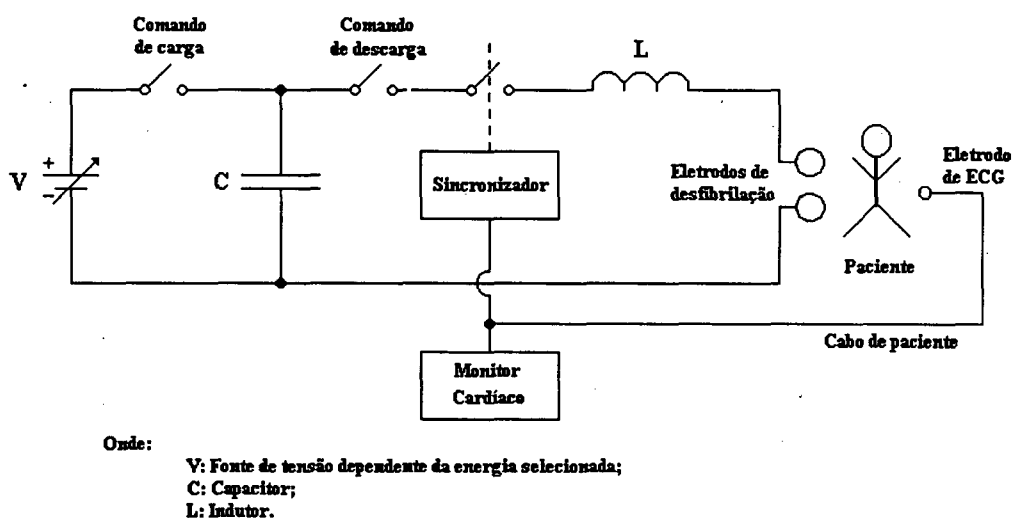 Comando
de carga
Comando
de descarga
L
+
V
−
C
Sincronizador
Eletrodos de
desfibrilação
Eletrodo
de ECG
Paciente
Cabo de paciente
Monitor
Cardíaco
Onde:
V: Fonte de tensão dependente da energia selecionada;
C: Capacitor;
L: Indutor.